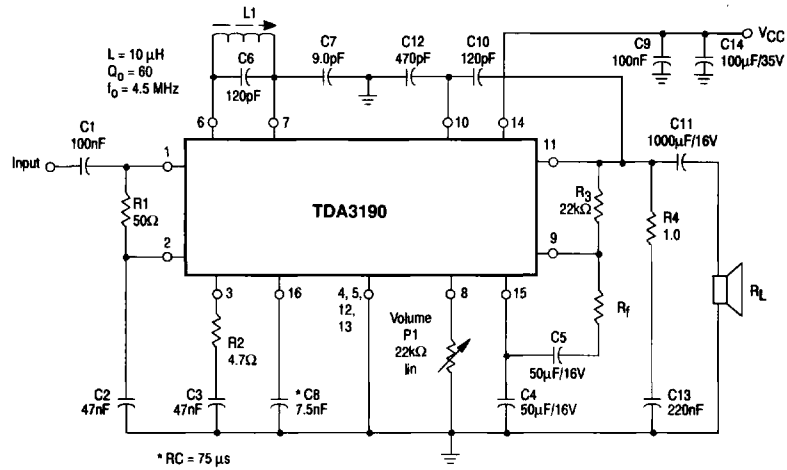 L1
L = 10 μH
Q0 = 60
fo = 4.5 MHz
C6
120pF
C7
9.0pF
C12
470pF
C10
120pF
C9
100nF
VCC
C14
100μF/35V
6
7
10
14
C1
100nF
Input
1
11
C11
1000μF/16V
TDA3190
R1
50Ω
R3
22kΩ
R4
1.0
2
9
RL
3
16
4, 5,
12,
13
8
15
Rf
Volume
P1
22kΩ
lin
R2
4.7Ω
C5
50μF/16V
C2
47nF
C3
47nF
* C8
7.5nF
C4
50μF/16V
C13
220nF
* RC = 75 μs